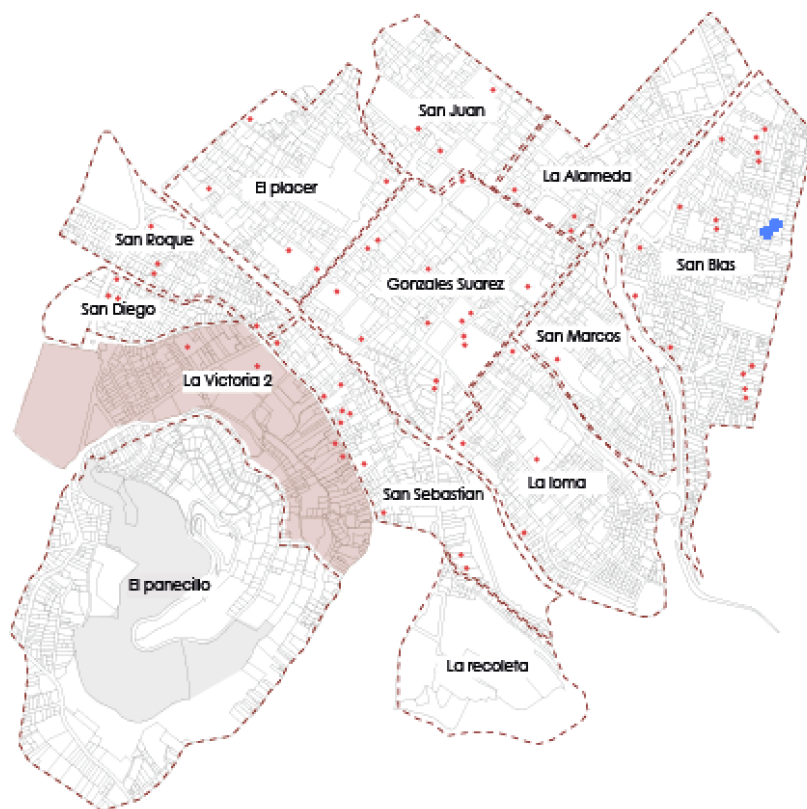 San Juan
La Alameda
El placer
San Roque
San Blas
Gonzales Suarez
San Diego
San Marcos
La Victoria 2
La loma
San Sebastian
El panecillo
La recoleta